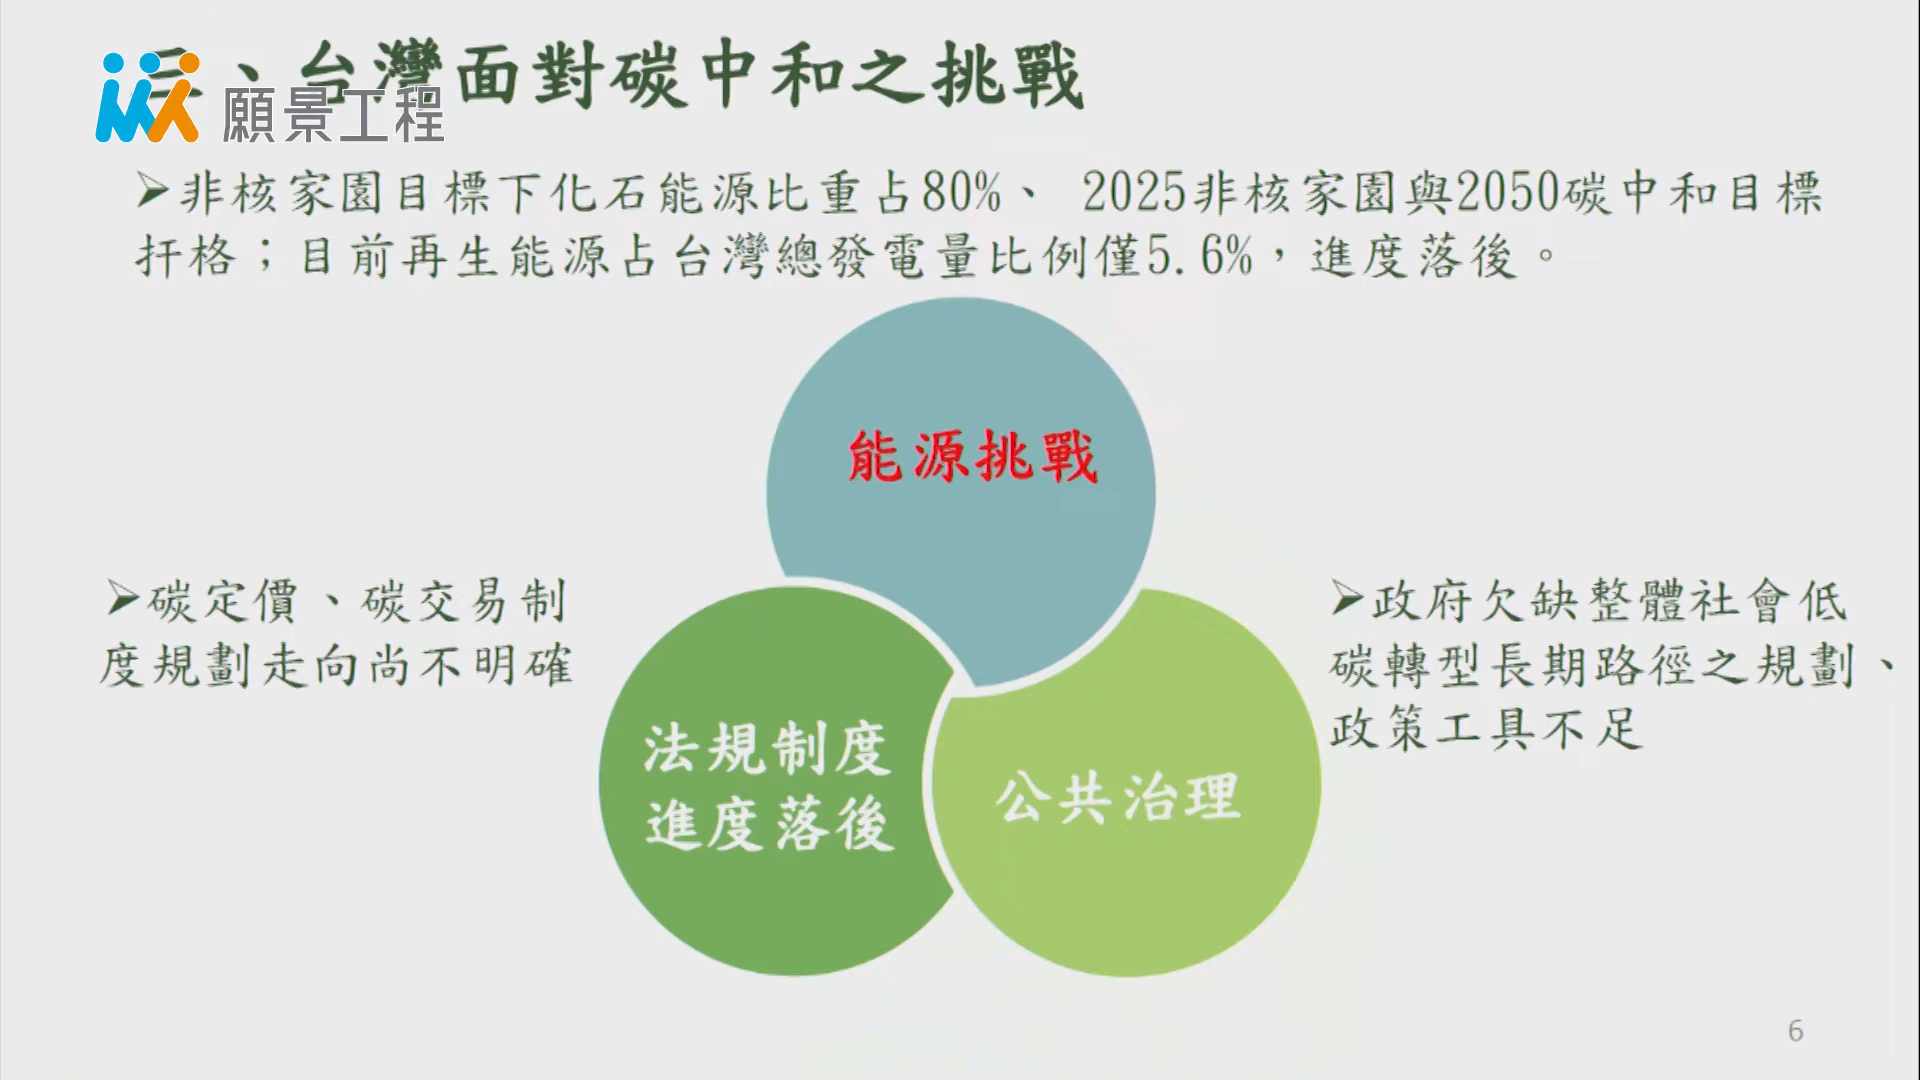 、台灣面對碳中和之挑戰
願景工程
➢非核家園目標下化石能源比重占80%、 2025非核家園與2050碳中和目標
扞格；目前再生能源占台灣總發電量比例僅5.6%，進度落後。
能源挑戰
➢碳定價、碳交易制
度規劃走向尚不明確
➢政府欠缺整體社會低
碳轉型長期路徑之規劃、
政策工具不足
法規制度
進度落後
公共治理
6